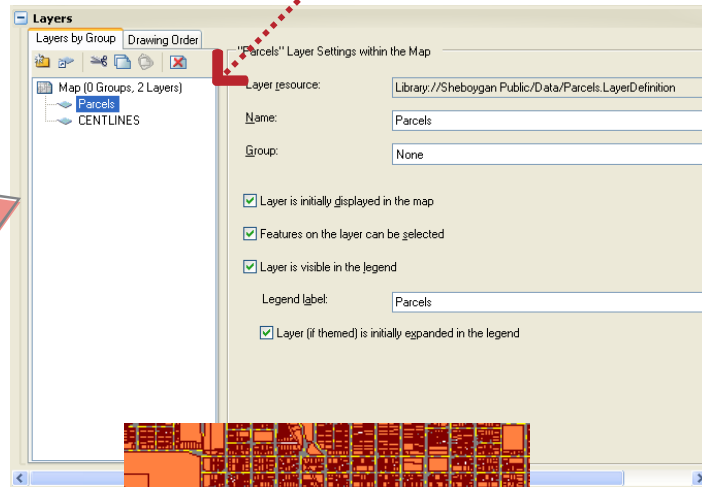 Layers
Layers by Group
Drawing Order
Map (0 Groups, 2 Layers)
Parcels
CENTLINES
"Parcels" Layer Settings within the Map
Layer resource:
Library://Sheboygan Public/Data/Parcels.LayerDefinition
Name:
Parcels
Group:
None
Layer is initially displayed in the map
Features on the layer can be selected
Layer is visible in the legend
Legend label:
Parcels
Layer (if themed) is initially expanded in the legend